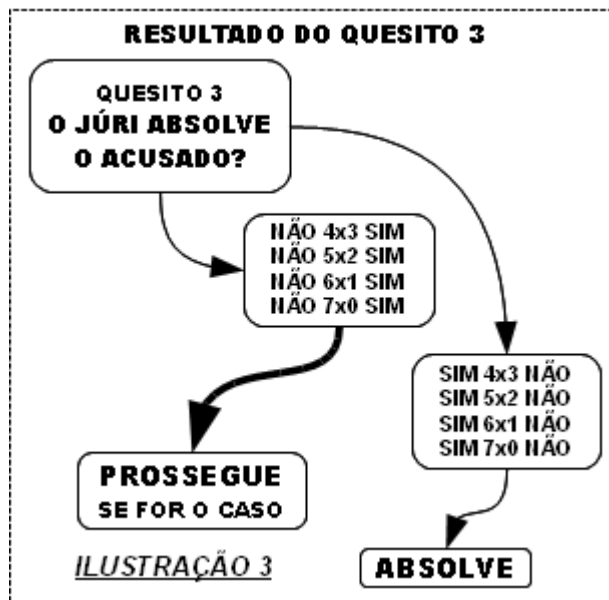 RESULTADO DO QUESITO 3
QUESITO 3
O JÚRI ABSOLVE
O ACUSADO?
NÃO 4x3 SIM
NÃO 5x2 SIM
NÃO 6x1 SIM
NÃO 7x0 SIM
SIM 4x3 NÃO
SIM 5x2 NÃO
SIM 6x1 NÃO
SIM 7x0 NÃO
PROSSEGUE
SE FOR O CASO
ILUSTRAÇÃO 3
ABSOLVE